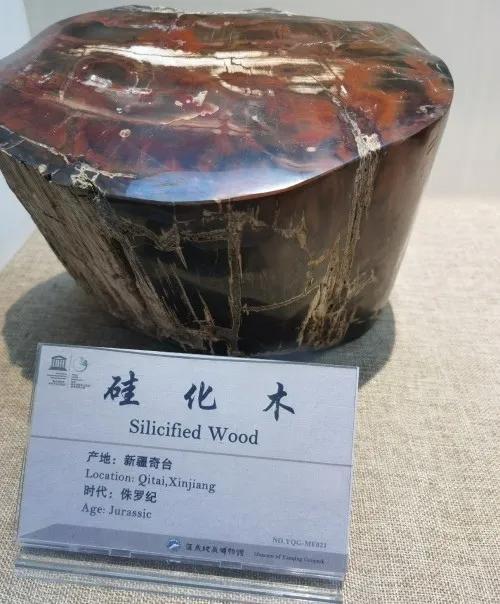 硅化木
Silicified Wood
产地：新疆奇台
Location: Qitai,Xinjiang
时代：侏罗纪
Age: Jurassic